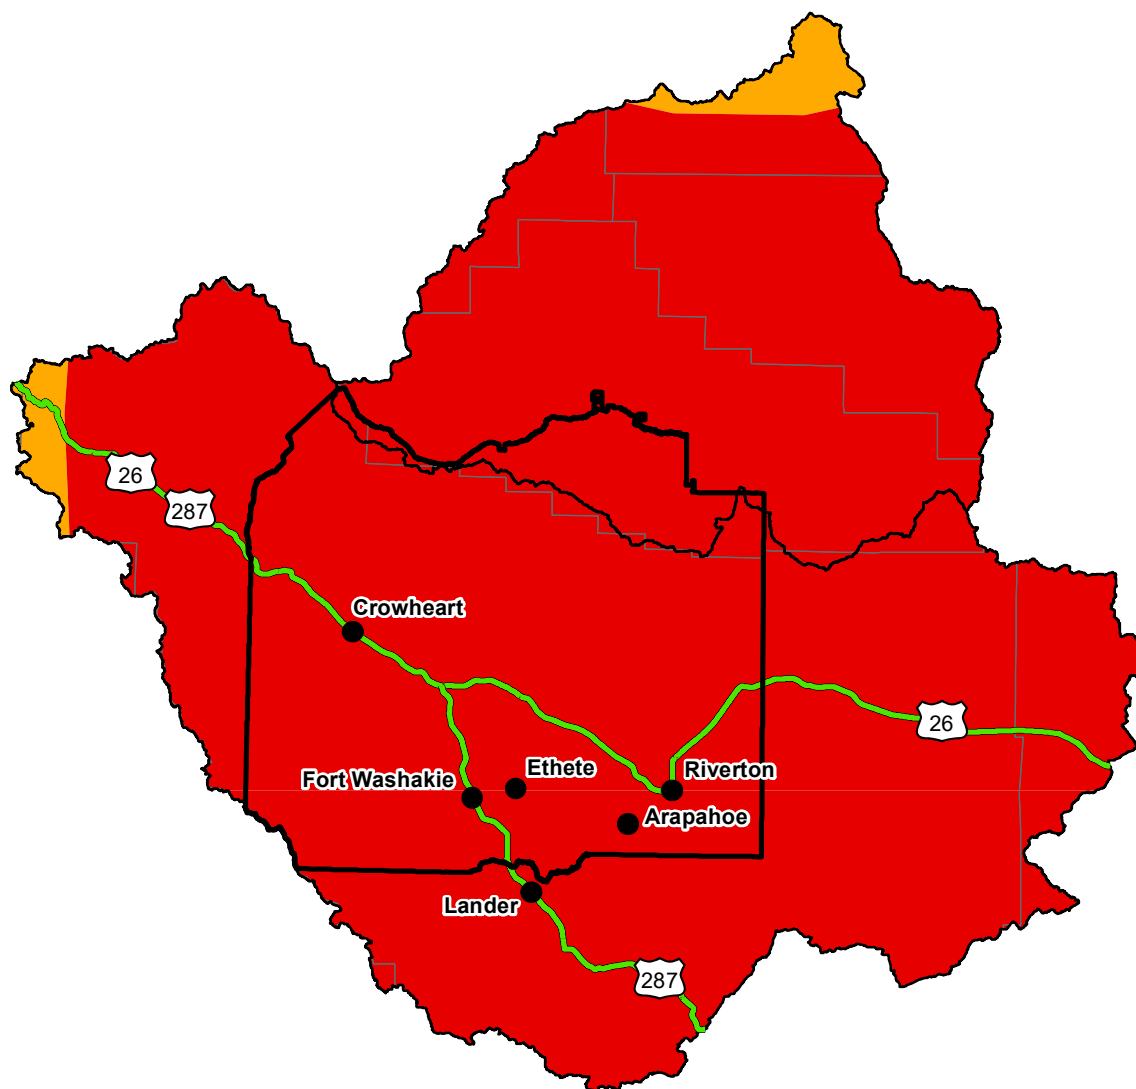 26
287
Crowheart
26
Ethete
Riverton
Fort Washakie
Arapahoe
Lander
287